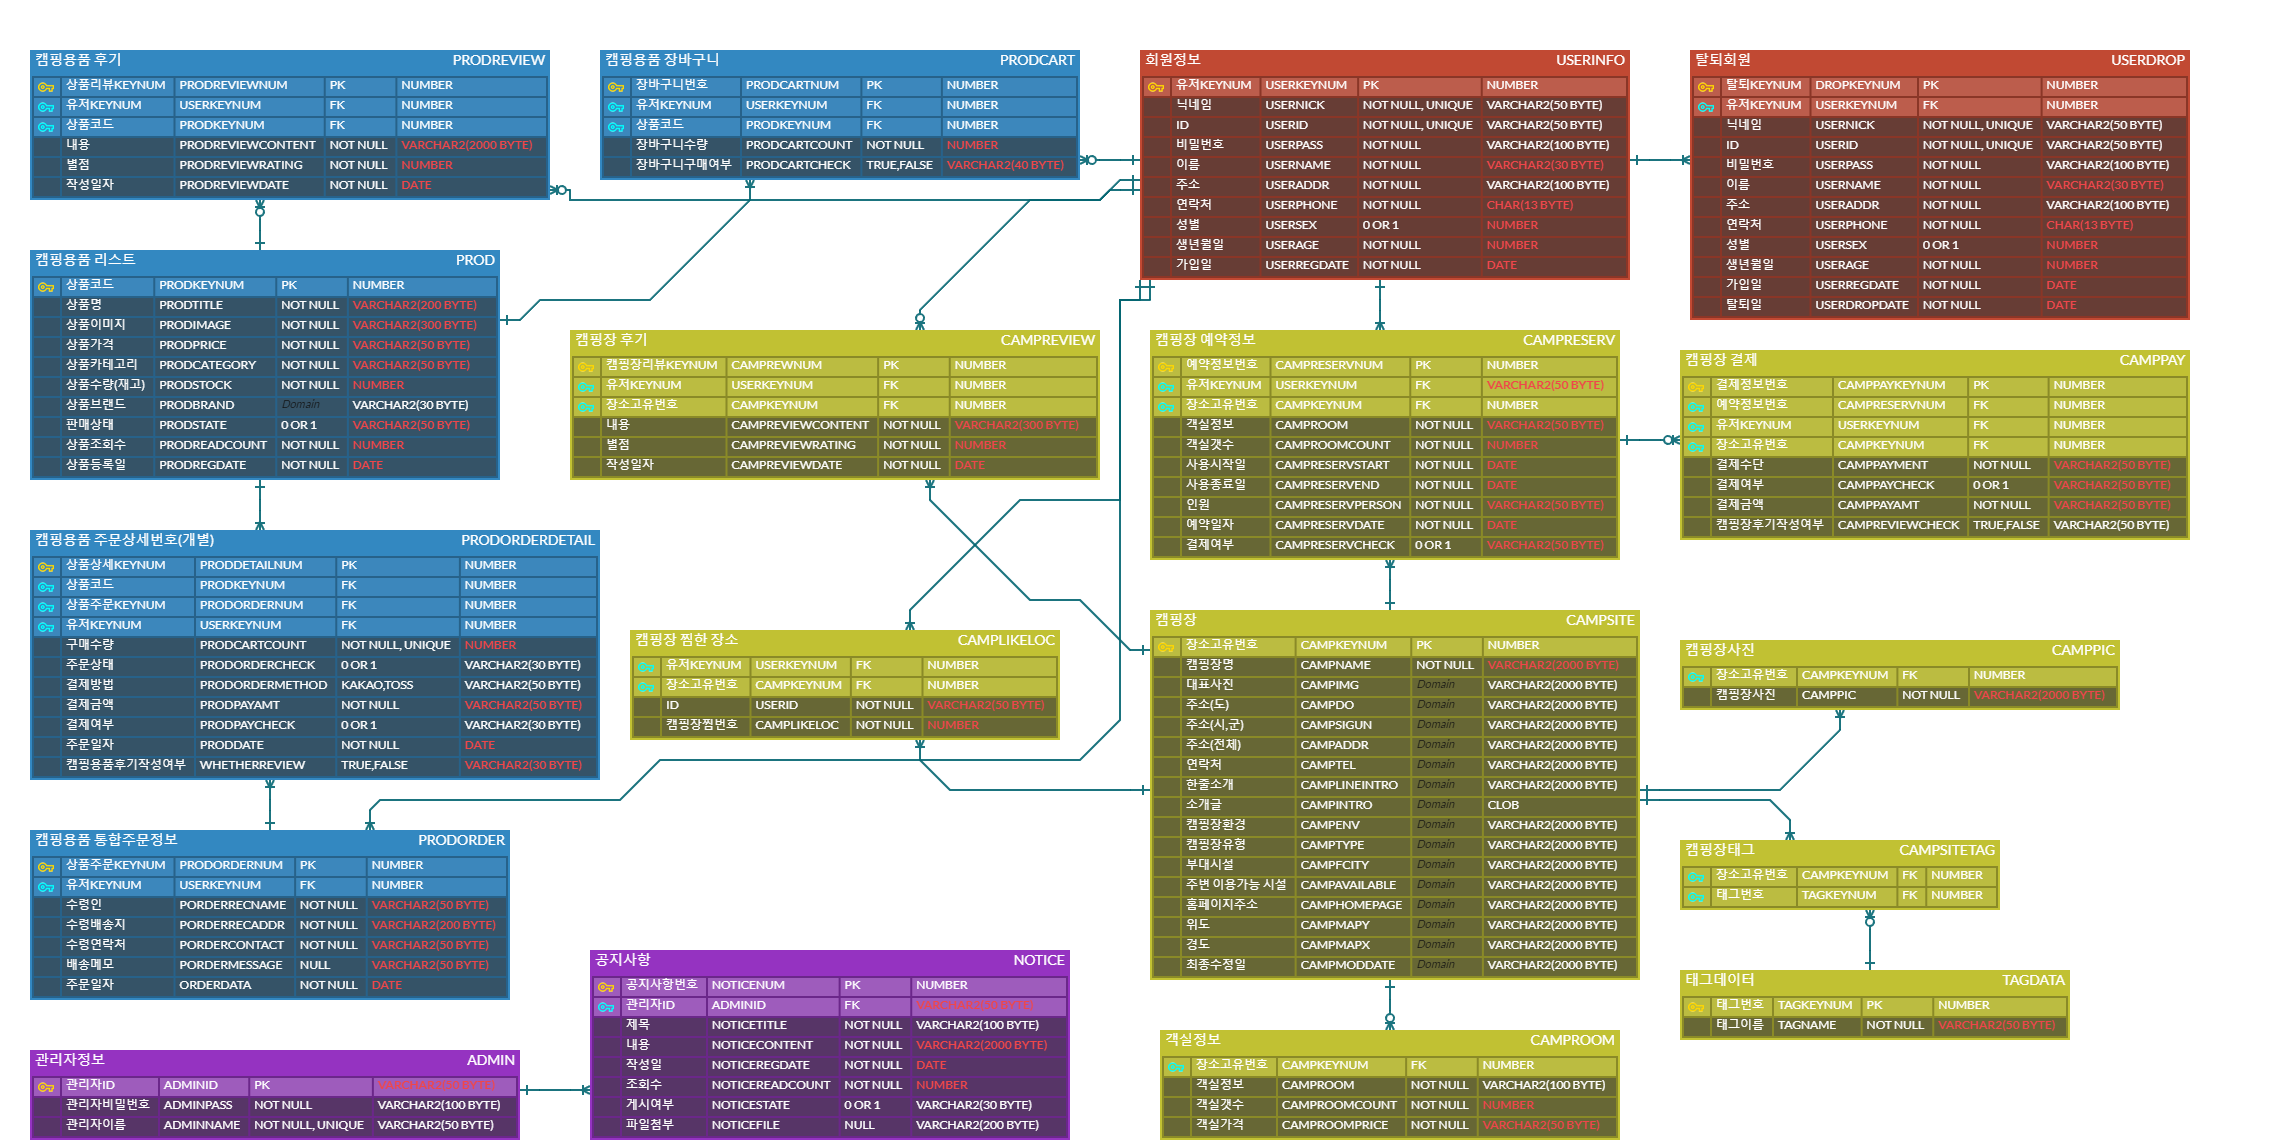 캠핑용품 후기 PRODREVIEW
상품리뷰KEYNUM PRODREVIEWNUM PK NUMBER
유저KEYNUM USERKEYNUM FK NUMBER
상품코드 PRODKEYNUM FK NUMBER
내용 PRODREVIEWCONTENT NOT NULL VARCHAR2(2000 BYTE)
별점 PRODREVIEWRATING NOT NULL NUMBER
작성일자 PRODREVIEWDATE NOT NULL DATE
캠핑용품 장바구니 PRODCART
장바구니번호 PRODCARTNUM PK NUMBER
유저KEYNUM USERKEYNUM FK NUMBER
상품코드 PRODKEYNUM FK NUMBER
장바구니수량 PRODCARTCOUNT NOT NULL NUMBER
장바구니구매여부 PRODCARTCHECK TRUE,FALSE VARCHAR2(40 BYTE)
회원정보 USERINFO
유저KEYNUM USERKEYNUM PK NUMBER
닉네임 USERNICK NOT NULL, UNIQUE VARCHAR2(50 BYTE)
ID USERID NOT NULL, UNIQUE VARCHAR2(50 BYTE)
비밀번호 USERPASS NOT NULL VARCHAR2(100 BYTE)
이름 USERNAME NOT NULL VARCHAR2(30 BYTE)
주소 USERADDR NOT NULL VARCHAR2(100 BYTE)
연락처 USERPHONE NOT NULL CHAR(13 BYTE)
성별 USERSEX 0 OR 1 NUMBER
생년월일 USERAGE NOT NULL NUMBER
가입일 USERREGDATE NOT NULL DATE
탈퇴회원 USERDROP
탈퇴KEYNUM DROPKEYNUM PK NUMBER
유저KEYNUM USERKEYNUM FK NUMBER
닉네임 USERNICK NOT NULL, UNIQUE VARCHAR2(50 BYTE)
ID USERID NOT NULL, UNIQUE VARCHAR2(50 BYTE)
비밀번호 USERPASS NOT NULL VARCHAR2(100 BYTE)
이름 USERNAME NOT NULL VARCHAR2(30 BYTE)
주소 USERADDR NOT NULL VARCHAR2(100 BYTE)
연락처 USERPHONE NOT NULL CHAR(13 BYTE)
성별 USERSEX 0 OR 1 NUMBER
생년월일 USERAGE NOT NULL NUMBER
가입일 USERREGDATE NOT NULL DATE
탈퇴일 USERDROPDATE NOT NULL DATE
캠핑용품 리스트 PROD
상품코드 PRODKEYNUM PK NUMBER
상품명 PRODTITLE NOT NULL VARCHAR2(200 BYTE)
상품이미지 PRODIMAGE NOT NULL VARCHAR2(300 BYTE)
상품가격 PRODPRICE NOT NULL VARCHAR2(50 BYTE)
상품카테고리 PRODCATEGORY NOT NULL VARCHAR2(50 BYTE)
상품수량(재고) PRODSTOCK NOT NULL NUMBER
상품브랜드 PRODBRAND Domain VARCHAR2(30 BYTE)
판매상태 PRODSTATE 0 OR 1 VARCHAR2(50 BYTE)
상품조회수 PRODREADCOUNT NOT NULL NUMBER
상품등록일 PRODREGDATE NOT NULL DATE
캠핑장 후기 CAMPREVIEW
캠핑장리뷰KEYNUM CAMPREWNUM PK NUMBER
유저KEYNUM USERKEYNUM FK NUMBER
장소고유번호 CAMPKEYNUM FK NUMBER
내용 CAMPREVIEWCONTENT NOT NULL VARCHAR2(300 BYTE)
별점 CAMPREVIEWRATING NOT NULL NUMBER
작성일자 CAMPREVIEWDATE NOT NULL DATE
캠핑장 예약정보 CAMPRESERV
예약정보번호 CAMPRESERVNUM PK NUMBER
유저KEYNUM USERKEYNUM FK VARCHAR2(50 BYTE)
장소고유번호 CAMPKEYNUM FK NUMBER
객실정보 CAMPROOM NOT NULL VARCHAR2(50 BYTE)
객실갯수 CAMPROOMCOUNT NOT NULL NUMBER
사용시작일 CAMPRESERVSTART NOT NULL DATE
사용종료일 CAMPRESERVEND NOT NULL DATE
인원 CAMPRESERVPERSON NOT NULL VARCHAR2(50 BYTE)
예약일자 CAMPRESERVDATE NOT NULL DATE
결제여부 CAMPRESERVCHECK 0 OR 1 VARCHAR2(50 BYTE)
캠핑장 결제 CAMPPAY
결제정보번호 CAMPPAYKEYNUM PK NUMBER
예약정보번호 CAMPRESERVNUM FK NUMBER
유저KEYNUM USERKEYNUM FK NUMBER
장소고유번호 CAMPKEYNUM FK NUMBER
결제수단 CAMPPAYMENT NOT NULL VARCHAR2(50 BYTE)
결제여부 CAMPPAYCHECK 0 OR 1 VARCHAR2(50 BYTE)
결제금액 CAMPPAYAMT NOT NULL VARCHAR2(50 BYTE)
캠핑장후기작성여부 CAMPREVIEWCHECK TRUE,FALSE VARCHAR2(50 BYTE)
캠핑용품 주문상세번호(개별) PRODORDERDETAIL
상품상세KEYNUM PRODDETAILNUM PK NUMBER
상품코드 PRODKEYNUM FK NUMBER
상품주문KEYNUM PRODORDERNUM FK NUMBER
유저KEYNUM USERKEYNUM FK NUMBER
구매수량 PRODCARTCOUNT NOT NULL, UNIQUE NUMBER
주문상태 PRODORDERCHECK 0 OR 1 VARCHAR2(30 BYTE)
결제방법 PRODORDERMETHOD KAKAO,TOSS VARCHAR2(50 BYTE)
결제금액 PRODPAYAMT NOT NULL VARCHAR2(50 BYTE)
결제여부 PRODPAYCHECK 0 OR 1 VARCHAR2(30 BYTE)
주문일자 PRODDATE NOT NULL DATE
캠핑용품후기작성여부 WHETHERREVIEW TRUE,FALSE VARCHAR2(30 BYTE)
캠핑장 찜한 장소 CAMPLIKELOC
유저KEYNUM USERKEYNUM FK NUMBER
장소고유번호 CAMPKEYNUM FK NUMBER
ID USERID NOT NULL VARCHAR2(50 BYTE)
캠핑장찜번호 CAMPLIKELOC NOT NULL NUMBER
캠핑장 CAMPSITE
장소고유번호 CAMPKEYNUM PK NUMBER
캠핑장명 CAMPNAME NOT NULL VARCHAR2(2000 BYTE)
대표사진 CAMPIMG Domain VARCHAR2(2000 BYTE)
주소(도) CAMPDO Domain VARCHAR2(2000 BYTE)
주소(시,군) CAMPSIGUN Domain VARCHAR2(2000 BYTE)
주소(전체) CAMPADDR Domain VARCHAR2(2000 BYTE)
연락처 CAMPTEL Domain VARCHAR2(2000 BYTE)
한줄소개 CAMPLINEINTRO Domain VARCHAR2(2000 BYTE)
소개글 CAMPINTRO Domain CLOB
캠핑장환경 CAMPENV Domain VARCHAR2(2000 BYTE)
캠핑장유형 CAMPTYPE Domain VARCHAR2(2000 BYTE)
부대시설 CAMPFCITY Domain VARCHAR2(2000 BYTE)
주변 이용가능 시설 CAMPAVAILABLE Domain VARCHAR2(2000 BYTE)
홈페이지주소 CAMPHOMEPAGE Domain VARCHAR2(2000 BYTE)
위도 CAMPMAPY Domain VARCHAR2(2000 BYTE)
경도 CAMPMAPX Domain VARCHAR2(2000 BYTE)
최종수정일 CAMPMODDATE Domain VARCHAR2(2000 BYTE)
캠핑장사진 CAMPPIC
장소고유번호 CAMPKEYNUM FK NUMBER
캠핑장사진 CAMPPIC NOT NULL VARCHAR2(2000 BYTE)
캠핑장태그 CAMPSITETAG
장소고유번호 CAMPKEYNUM FK NUMBER
태그번호 TAGKEYNUM FK NUMBER
캠핑용품 통합주문정보 PRODORDER
상품주문KEYNUM PRODORDERNUM PK NUMBER
유저KEYNUM USERKEYNUM FK NUMBER
수령인 PORDERRECNAME NOT NULL VARCHAR2(50 BYTE)
수령배송지 PORDERRECADDR NOT NULL VARCHAR2(200 BYTE)
수령연락처 PORDERCONTACT NOT NULL VARCHAR2(50 BYTE)
배송메모 PORDERMESSAGE NULL VARCHAR2(50 BYTE)
주문일자 ORDERDATA NOT NULL DATE
공지사항 NOTICE
공지사항번호 NOTICENUM PK NUMBER
관리자ID ADMINID FK
제목 NOTICETITLE NOT NULL VARCHAR2(100 BYTE)
내용 NOTICECONTENT NOT NULL VARCHAR2(2000 BYTE)
작성일 NOTICEREGDATE NOT NULL DATE
조회수 NOTICEREADCOUNT NOT NULL NUMBER
게시여부 NOTICESTATE 0 OR 1 VARCHAR2(30 BYTE)
파일첨부 NOTICEFILE NULL VARCHAR2(200 BYTE)
태그데이터 TAGDATA
태그번호 TAGKEYNUM PK NUMBER
태그이름 TAGNAME NOT NULL VARCHAR2(50 BYTE)
관리자정보 ADMIN
관리자ID ADMINID PK
관리자비밀번호 ADMINPASS NOT NULL VARCHAR2(100 BYTE)
관리자이름 ADMINNAME NOT NULL, UNIQUE VARCHAR2(50 BYTE)
객실정보 CAMPROOM
장소고유번호 CAMPKEYNUM FK NUMBER
객실정보 CAMPROOM NOT NULL VARCHAR2(100 BYTE)
객실갯수 CAMPROOMCOUNT NOT NULL NUMBER
객실가격 CAMPROOMPRICE NOT NULL VARCHAR2(50 BYTE)